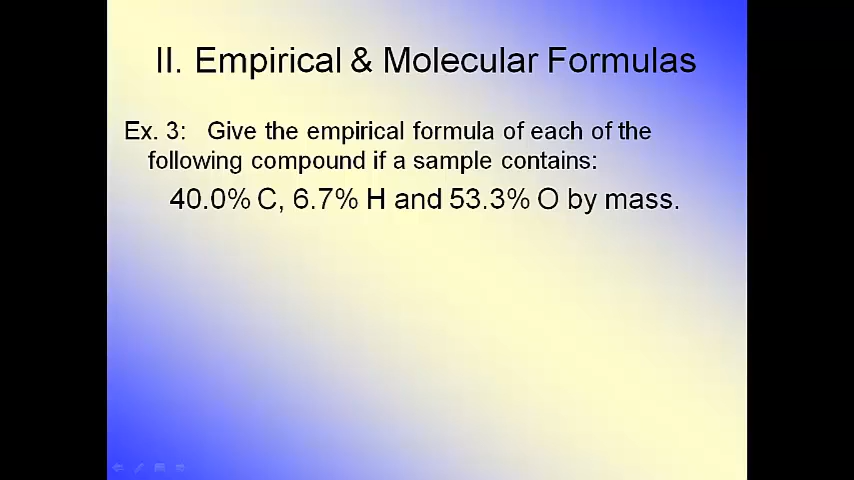 II. Empirical & Molecular Formulas
Ex. 3: Give the empirical formula of each of the
following compound if a sample contains:
40.0% C, 6.7% H and 53.3% O by mass.